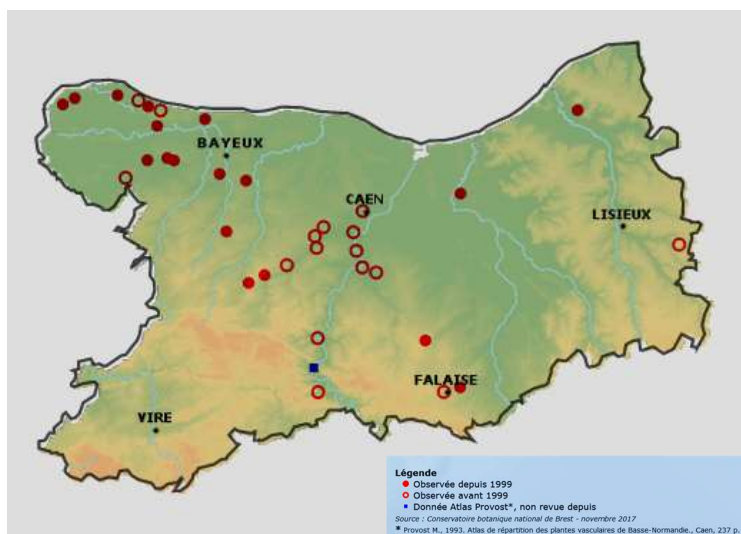 BAYEUX
CAEN
LISIEUX
FALAISE
VIRE
Légende
Observée depuis 1999
Observée avant 1999
Donnée Atlas Provost*, non revue depuis
Source : Conservatoire botanique national de Brest - novembre 2017
* Provost M., 1993. Atlas de répartition des plantes vasculaires de Basse-Normandie., Caen, 237 p.